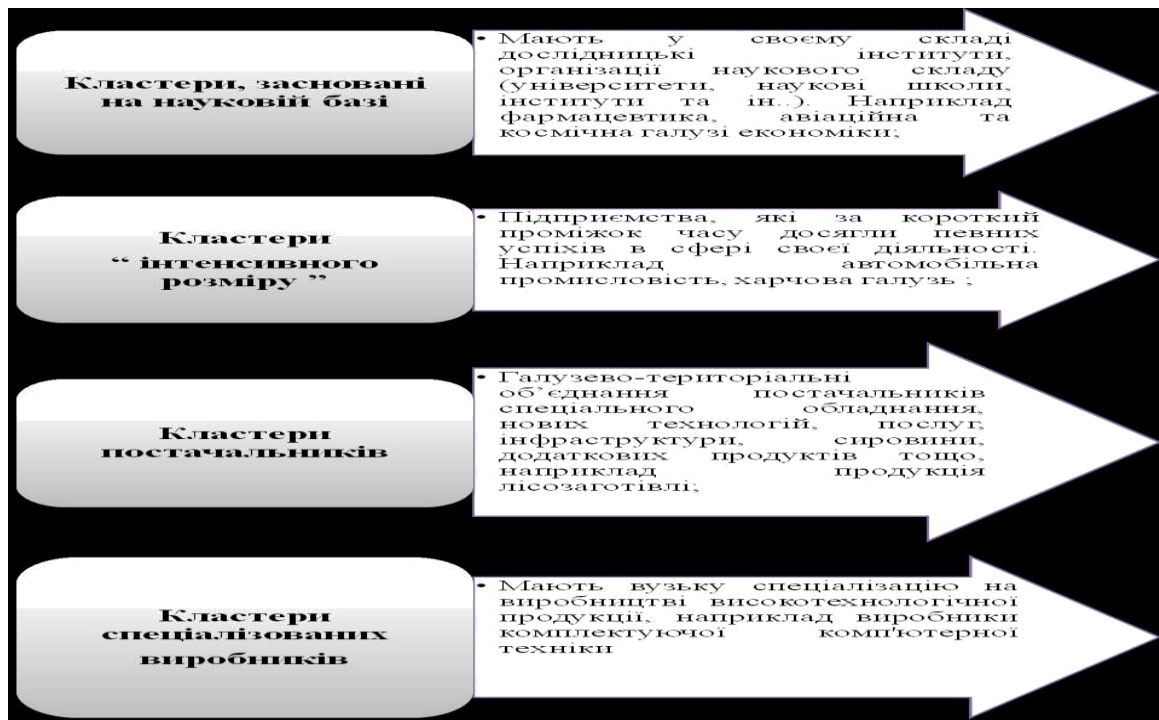 Кластери, засновані
на науковій базі
• Мають у своєму складі
дослідницькі інститути,
організації наукового складу
(університети, наукові школи,
інститути та ін..). Наприклад
фармацевтика, авіаційна та
космічна галузі економіки;
Кластери
“ інтенсивного
розміру ”
• Підприємства, які за короткий
проміжок часу досягли певних
успіхів в сфері своєї діяльності.
Наприклад автомобільна
промисловість, харчова галузь ;
Кластери
постачальників
• Галузево-територіальні
об’єднання постачальників
спеціального обладнання,
нових технологій, послуг,
інфраструктури, сировини,
додаткових продуктів тощо,
наприклад продукція
лісозаготівлі;
Кластери
спеціалізованих
виробників
• Мають вузьку спеціалізацію на
виробництві високотехнологічної
продукції, наприклад виробники
комплектуючої комп'ютерної
техніки